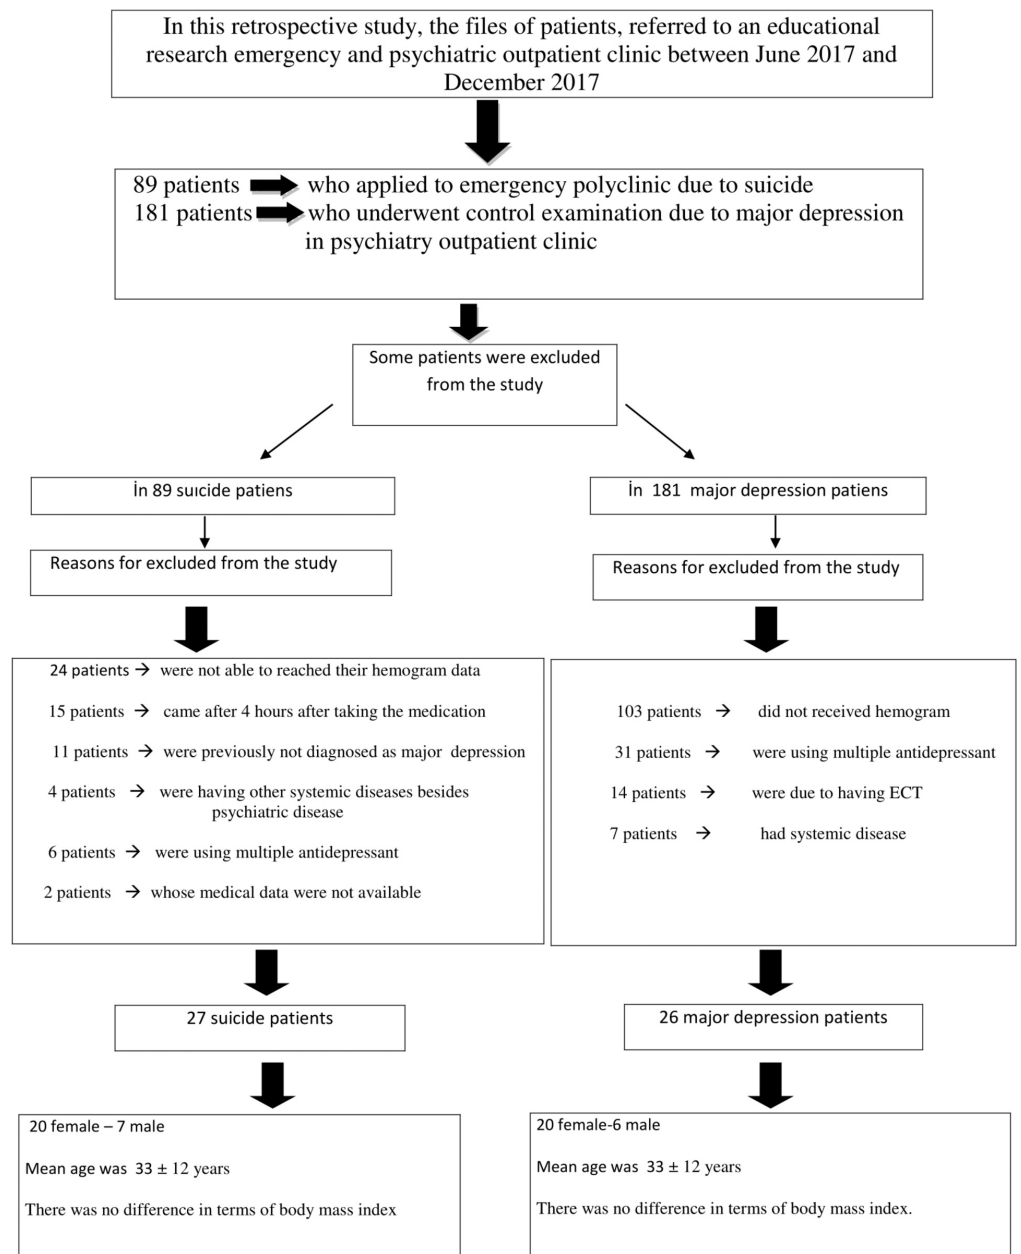 In this retrospective study, the files of patients, referred to an educational
research emergency and psychiatric outpatient clinic between June 2017 and
December 2017
89 patients who applied to emergency polyclinic due to suicide
181 patients who underwent control examination due to major depression
in psychiatry outpatient clinic
Some patients were excluded
from the study
İn 89 suıcide patiens
Reasons for excluded from the study
24 patients → were not able to reached their hemogram data
15 patients → came after 4 hours after taking the medication
11 patients → were previously not diagnosed as major depression
4 patients → were having other systemic diseases besides
psychiatric disease
6 patients → were using multiple antidepressant
2 patients → whose medical data were not available
27 suicide patients
20 female – 7 male
Mean age was 33 ± 12 years
There was no difference in terms of body mass index
İn 181 major depression patiens
Reasons for excluded from the study
103 patients → did not received hemogram
31 patients → were using multiple antidepressant
14 patients → were due to having ECT
7 patients → had systemic disease
26 major depression patients
20 female-6 male
Mean age was 33 ± 12 years
There was no difference in terms of body mass index.